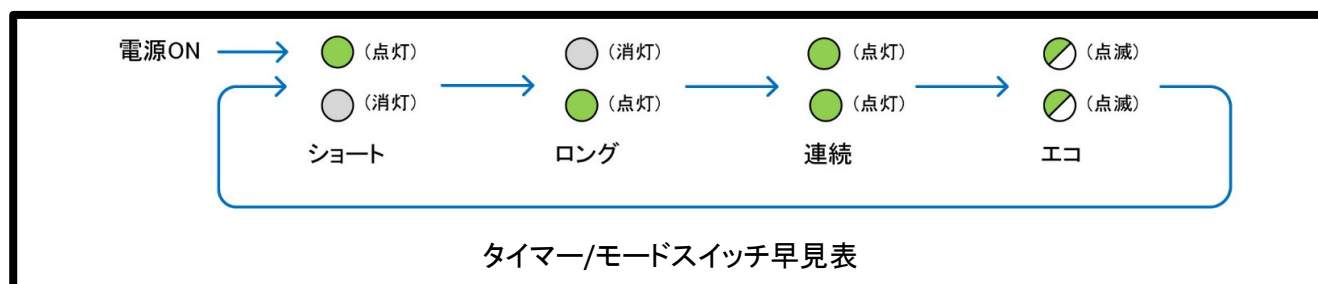 電源ON (点灯) (消灯) (点灯) (点滅)
(消灯) (点灯) (点灯) (点滅)
ショート ロング 連続 エコ
タイマー/モードスイッチ早見表